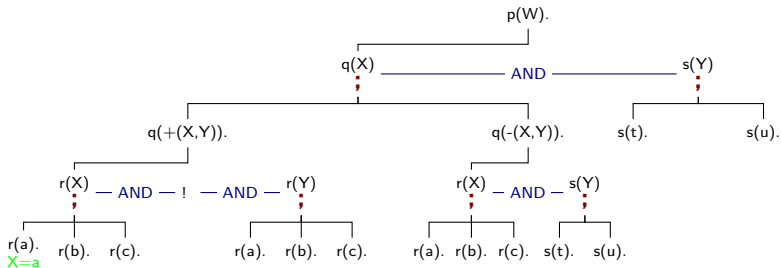 p(W).
q(X) AND s(Y)
; ;
q(+(X,Y)). q(-(X,Y)). s(t). s(u).
r(X) AND ! AND r(Y) r(X) AND s(Y)
; ; ; ;
r(a). r(b). r(c). r(a). r(b). r(c). r(a). r(b). r(c). s(t). s(u).
X=a